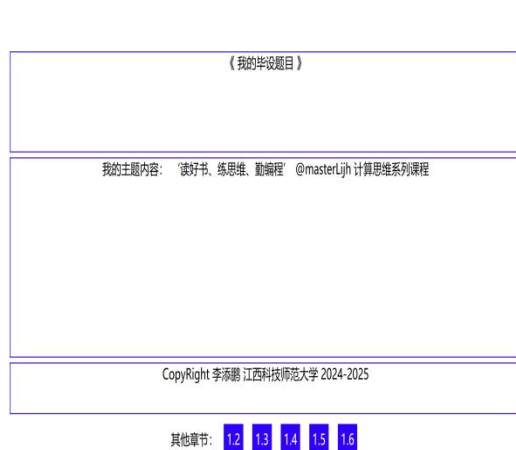 《 我的毕设题目 》
我的主题内容： ‘读好书、练思维、勤编程’ @masterLijh 计算思维系列课程
CopyRight 李添鹏 江西科技师范大学 2024-2025
其他章节： 1.2 1.3 1.4 1.5 1.6